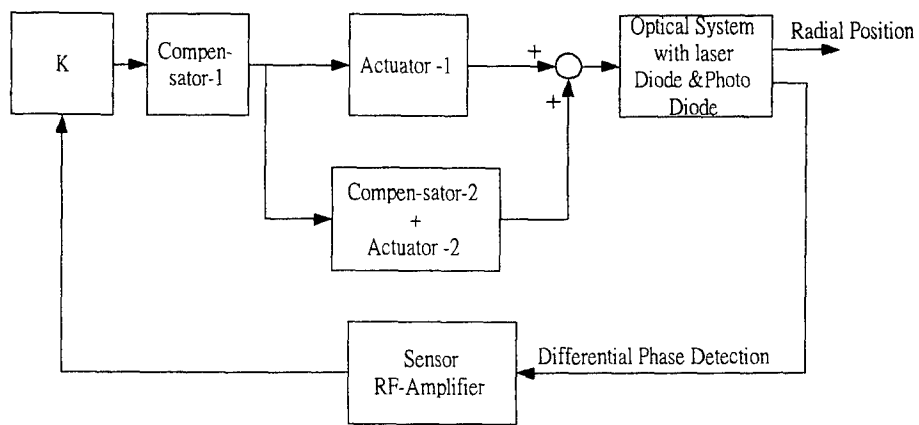 K
Compen-
sator-1
Actuator -1
+
+
Optical System
with laser
Diode &Photo
Diode
Radial Position
Compen-sator-2
+
Actuator -2
Sensor
RF-Amplifier
Differential Phase Detection